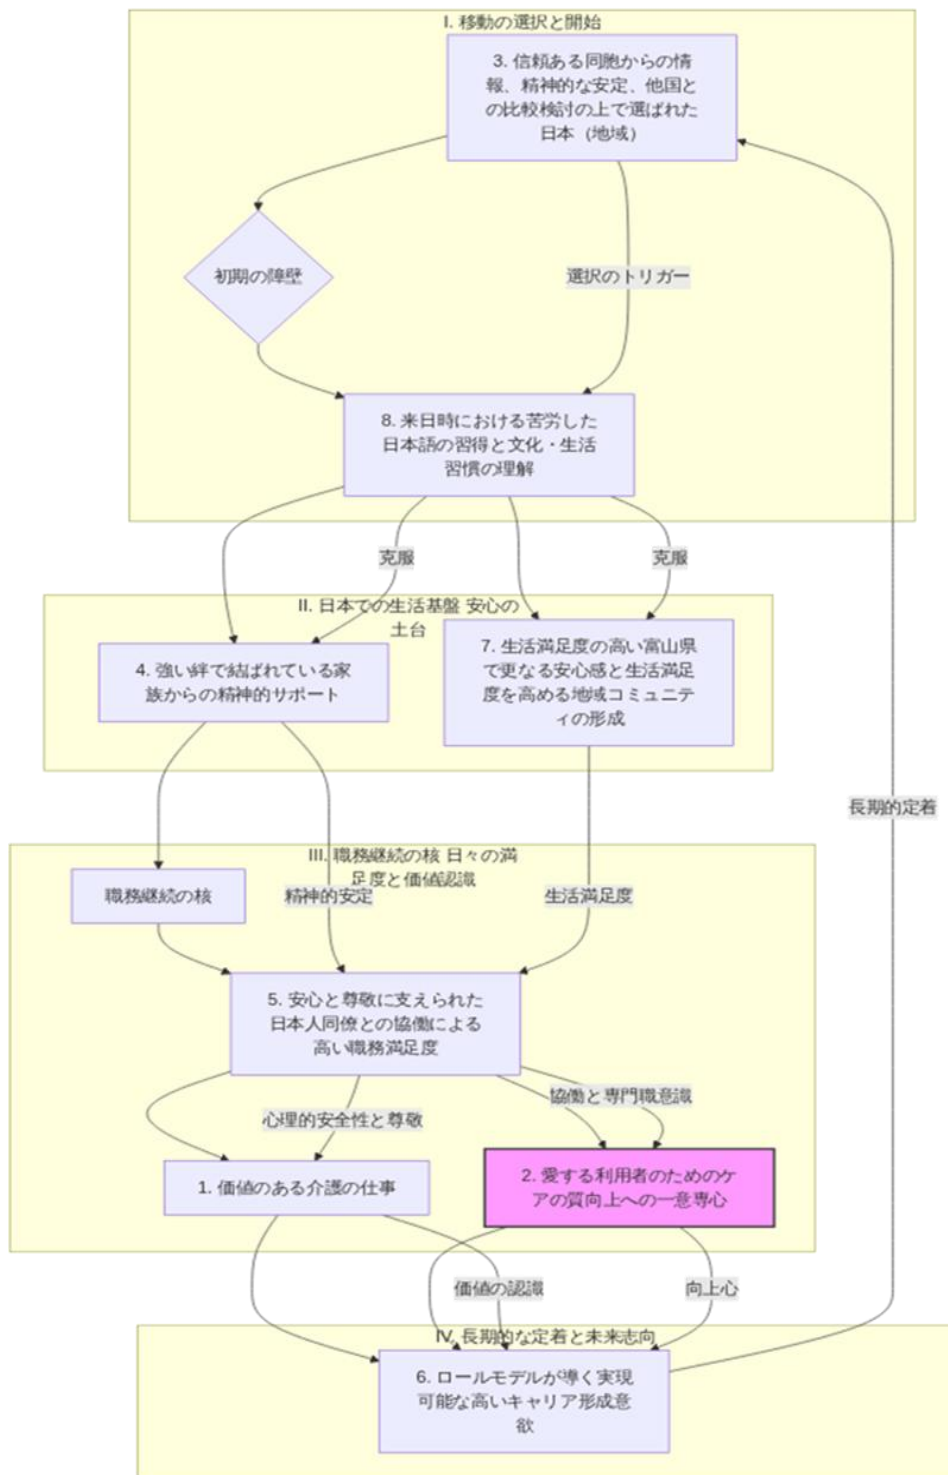 I. 移動の選択と開始
3. 信頼ある同胞からの情
報、精神的な安定、他国と
の比較検討の上で選ばれた
日本（地域）
初期の障壁
選択のトリガー
8. 来日時における苦労した
日本語の習得と文化・生活
習慣の理解
克服
克服
II. 日本での生活基盤 安心の
土台
4. 強い絆で結ばれている家
族からの精神的サポート
7. 生活満足度の高い富山県
で更なる安心感と生活満足
度を高める地域コミュニテ
ィの形成
長期的定着
III. 職務継続の核 日々の満
足度と価値認識
職務継続の核
精神的安定
生活満足度
5. 安心と尊敬に支えられた
日本人同僚との協働による
高い職務満足度
心理的安全性と尊敬
協働と専門職意識
1. 価値のある介護の仕事
2. 愛する利用者のためのケ
アの質向上への一意専心
価値の認識
向上心
IV. 長期的な定着と未来志向
6. ロールモデルが導く実現
可能な高いキャリア形成意
欲